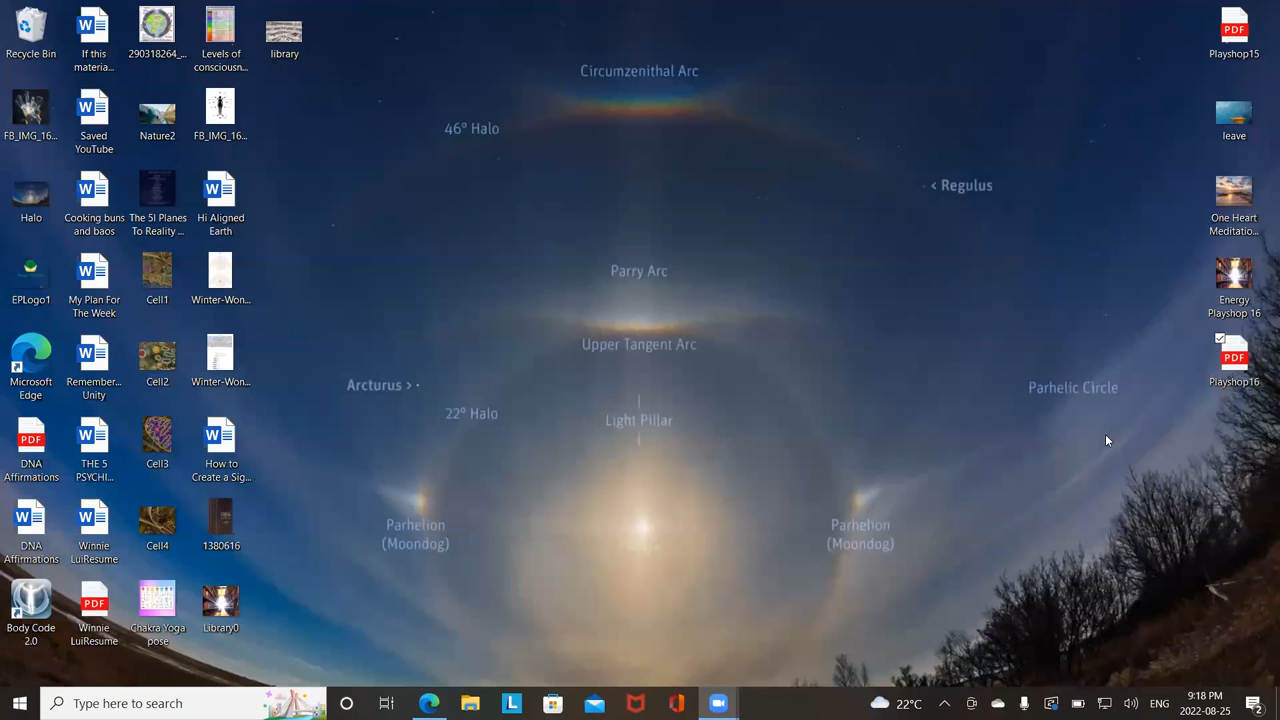 Recycle Bin
If this
materia...
290318264_...
Levels of
consciousn...
library
FB_IMG_16...
Saved
YouTube
Nature2
FB_IMG_16...
Halo
Cooking buns
and baos
The 5I Planes
To Reality ...
Hi Aligned
Earth
EPLogo1
My Plan For
The Week
Cell1
Winter-Won...
Microsoft
Edge
Remember...
Unity
Cell2
Winter-Won...
PDF
DNA
Affirmations
THE 5
PSYCHI...
Cell3
How to
Create a Sig...
DNA
Affirmations
Winnie
LuiResume
Cell4
1380616
Body Code
2.0
PDF
Winnie
LuiResume
Chakra Yoga
pose
Library0
Circumzenithal Arc
46° Halo
< Regulus
Parry Arc
Upper Tangent Arc
Arcturus >
22° Halo
Light Pillar
Parhelic Circle
Parhelion
(Moondog)
Parhelion
(Moondog)
PDF
Playshop15
leave
One Heart
Meditatio...
Energy
Playshop 16
PDF
Playshop16
Type here to search
22°C
ENG
9:18 PM
2022-08-25
2